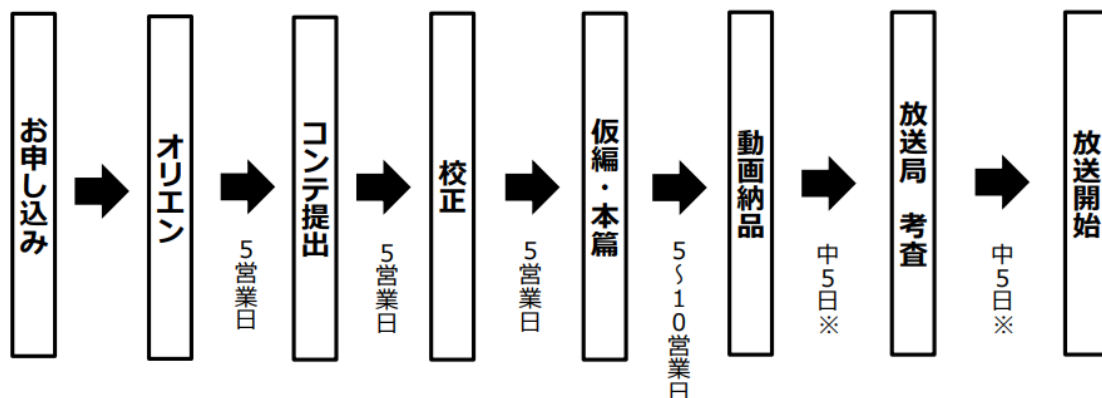 お申し込み
オリエン
5営業日
コンテ提出
5営業日
校正
5営業日
仮編・本篇
5～10営業日
動画納品
中5日※
放送局　考査
中5日※
放送開始